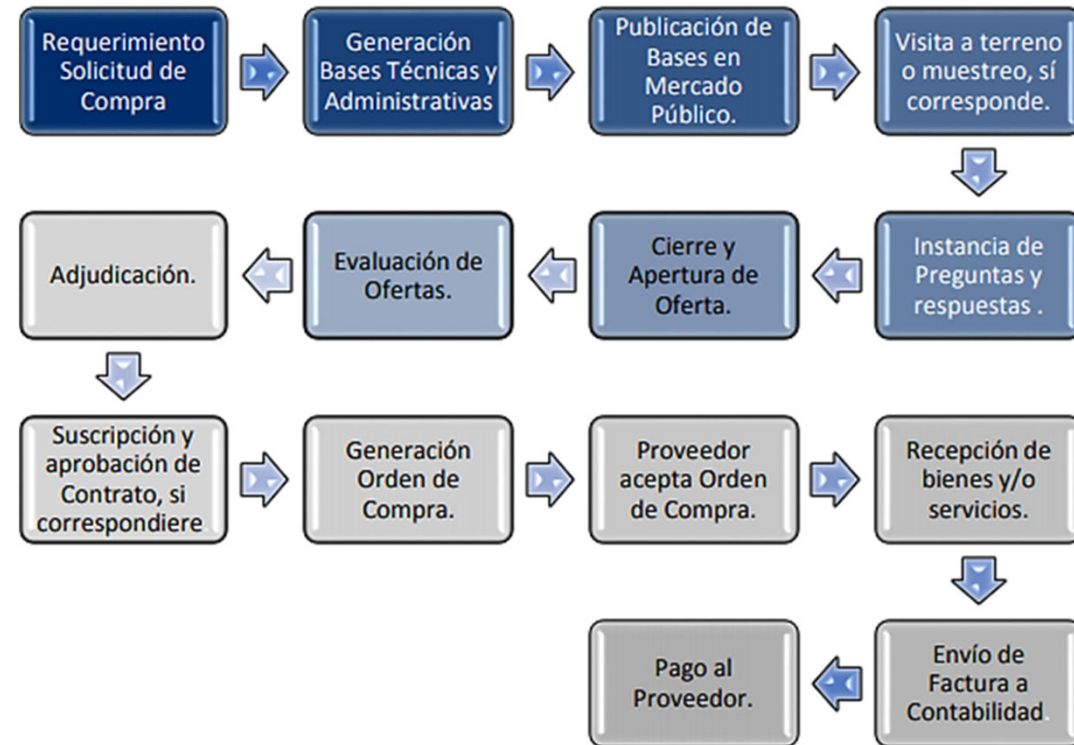 Requerimiento
Solicitud de
Compra
Generación
Bases Técnicas y
Administrativas
Publicación de
Bases en
Mercado
Público.
Visita a terreno
o muestreo, sí
corresponde.
Instancia de
Preguntas y
respuestas .
Cierre y
Apertura de
Oferta.
Evaluación de
Ofertas.
Adjudicación.
Suscripción y
aprobación de
Contrato, si
correspondiere
Generación
Orden de
Compra.
Proveedor
acepta Orden
de Compra.
Recepción de
bienes y/o
servicios.
Envío de
Factura a
Contabilidad.
Pago al
Proveedor.